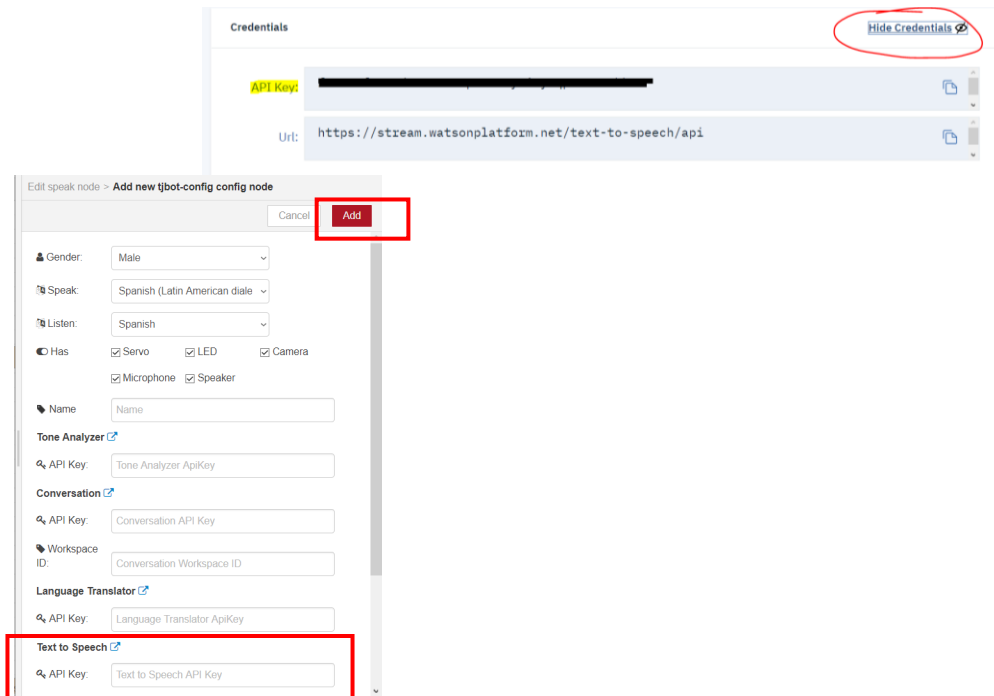 Credentials
Hide Credentials
API Key:
Url: https://stream.watsonplatform.net/text-to-speech/api
Edit speak node > Add new tjbot-config config node
Cancel Add
Gender: Male
Speak: Spanish (Latin American diale
Listen: Spanish
Has Servo LED Camera
Microphone Speaker
Name Name
Tone Analyzer
API Key: Tone Analyzer ApiKey
Conversation
API Key: Conversation API Key
Workspace
ID: Conversation Workspace ID
Language Translator
API Key: Language Translator ApiKey
Text to Speech
API Key: Text to Speech API Key